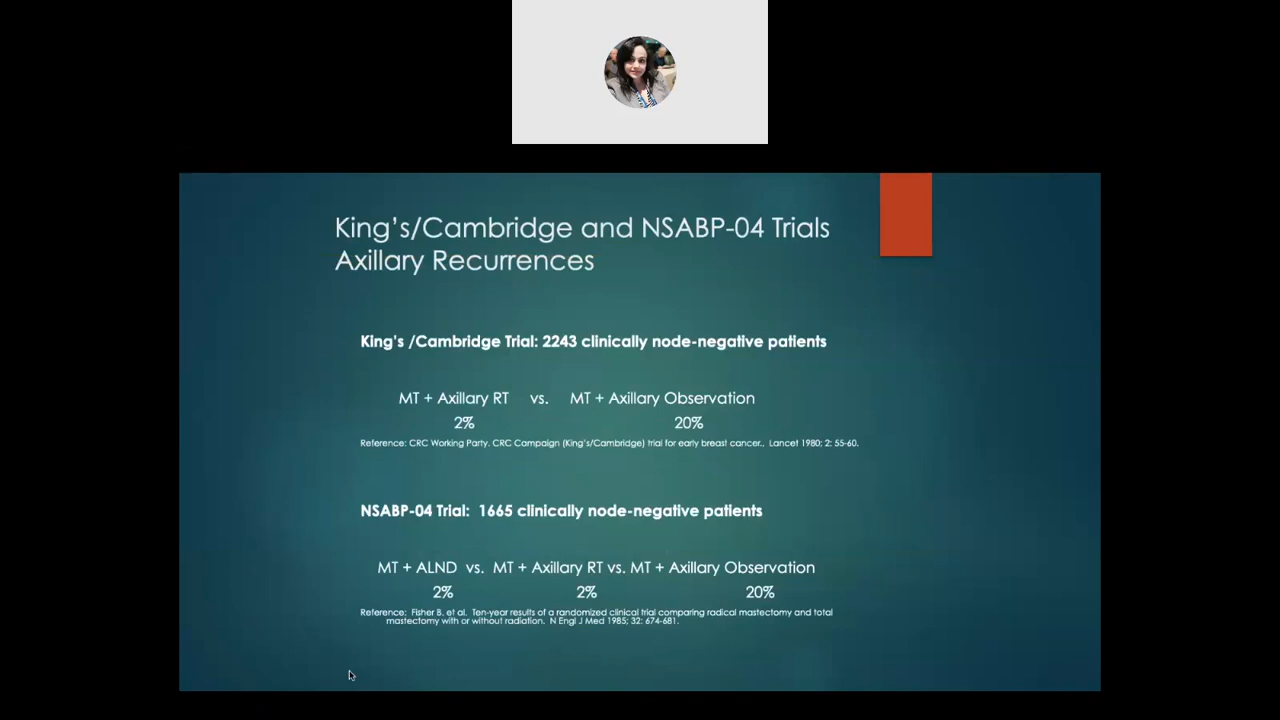 King's/Cambridge and NSABP-04 Trials
Axillary Recurrences
King's /Cambridge Trial: 2243 clinically node-negative patients
MT + Axillary RT vs. MT + Axillary Observation
2% 20%
Reference: CRC Working Party. CRC Campaign (King's/Cambridge) trial for early breast cancer.. Lancet 1980; 2: 55-60.
NSABP-04 Trial: 1665 clinically node-negative patients
MT + ALND vs. MT + Axillary RT vs. MT + Axillary Observation
2% 2% 20%
Reference: Fisher B. et al. Ten-year results of a randomized clinical trial comparing radical mastectomy and total
mastectomy with or without radiation. N Engl J Med 1985; 32: 674-681.